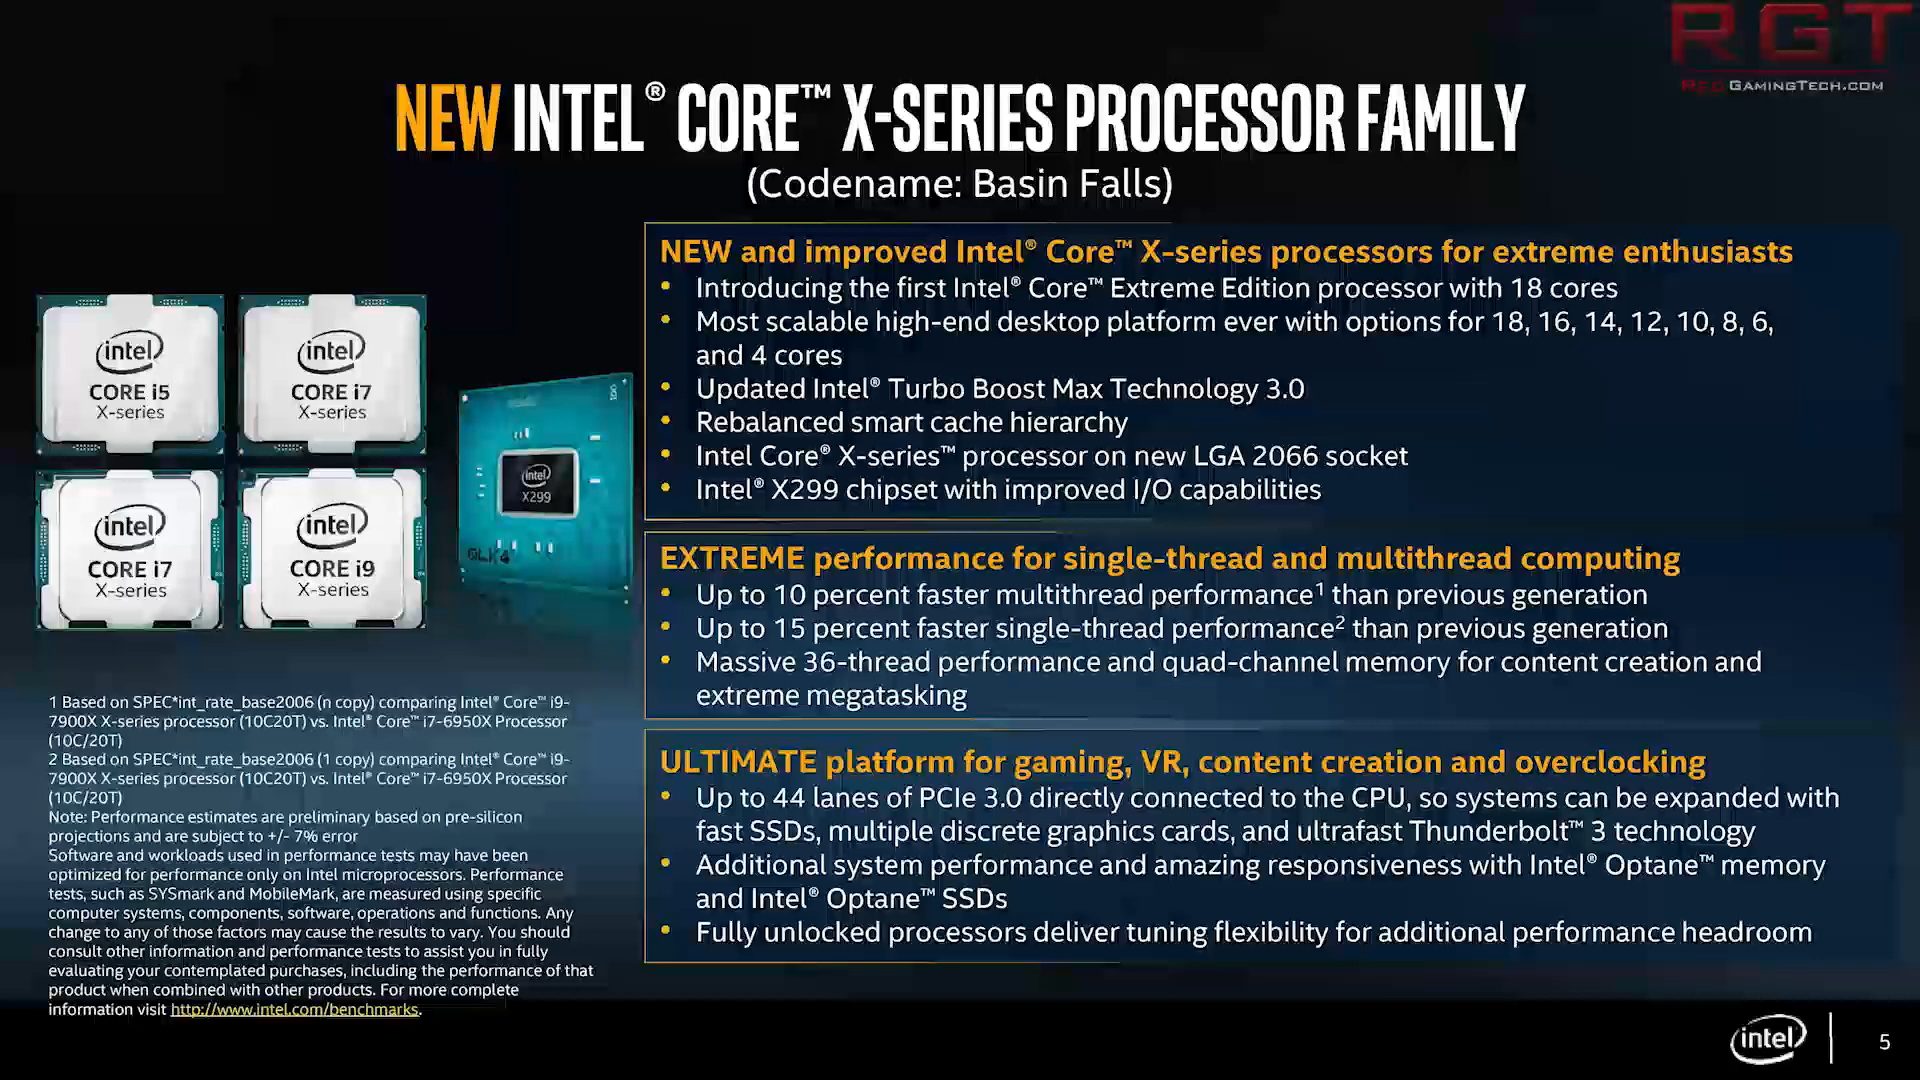 RGT
RedGamingTech.com
NEW INTEL® CORE™ X-SERIES PROCESSOR FAMILY
(Codename: Basin Falls)
NEW and improved Intel® Core™ X-series processors for extreme enthusiasts
• Introducing the first Intel® Core™ Extreme Edition processor with 18 cores
• Most scalable high-end desktop platform ever with options for 18, 16, 14, 12, 10, 8, 6,
and 4 cores
• Updated Intel® Turbo Boost Max Technology 3.0
• Rebalanced smart cache hierarchy
• Intel Core® X-series™ processor on new LGA 2066 socket
• Intel® X299 chipset with improved I/O capabilities
EXTREME performance for single-thread and multithread computing
• Up to 10 percent faster multithread performance¹ than previous generation
• Up to 15 percent faster single-thread performance² than previous generation
• Massive 36-thread performance and quad-channel memory for content creation and
extreme megatasking
ULTIMATE platform for gaming, VR, content creation and overclocking
• Up to 44 lanes of PCIe 3.0 directly connected to the CPU, so systems can be expanded with
fast SSDs, multiple discrete graphics cards, and ultrafast Thunderbolt™ 3 technology
• Additional system performance and amazing responsiveness with Intel® Optane™ memory
and Intel® Optane™ SSDs
• Fully unlocked processors deliver tuning flexibility for additional performance headroom
intel
CORE i5
X-series
intel
CORE i7
X-series
intel
CORE i7
X-series
intel
CORE i9
X-series
intel
X299
QLK4
1 Based on SPEC*int_rate_base2006 (n copy) comparing Intel® Core™ i9-
7900X X-series processor (10C20T) vs. Intel® Core™ i7-6950X Processor
(10C/20T)
2 Based on SPEC*int_rate_base2006 (1 copy) comparing Intel® Core™ i9-
7900X X-series processor (10C20T) vs. Intel® Core™ i7-6950X Processor
(10C/20T)
Note: Performance estimates are preliminary based on pre-silicon
projections and are subject to +/- 7% error
Software and workloads used in performance tests may have been
optimized for performance only on Intel microprocessors. Performance
tests, such as SYSmark and MobileMark, are measured using specific
computer systems, components, software, operations and functions. Any
change to any of those factors may cause the results to vary. You should
consult other information and performance tests to assist you in fully
evaluating your contemplated purchases, including the performance of that
product when combined with other products. For more complete
information visit http://www.intel.com/benchmarks.
intel
5